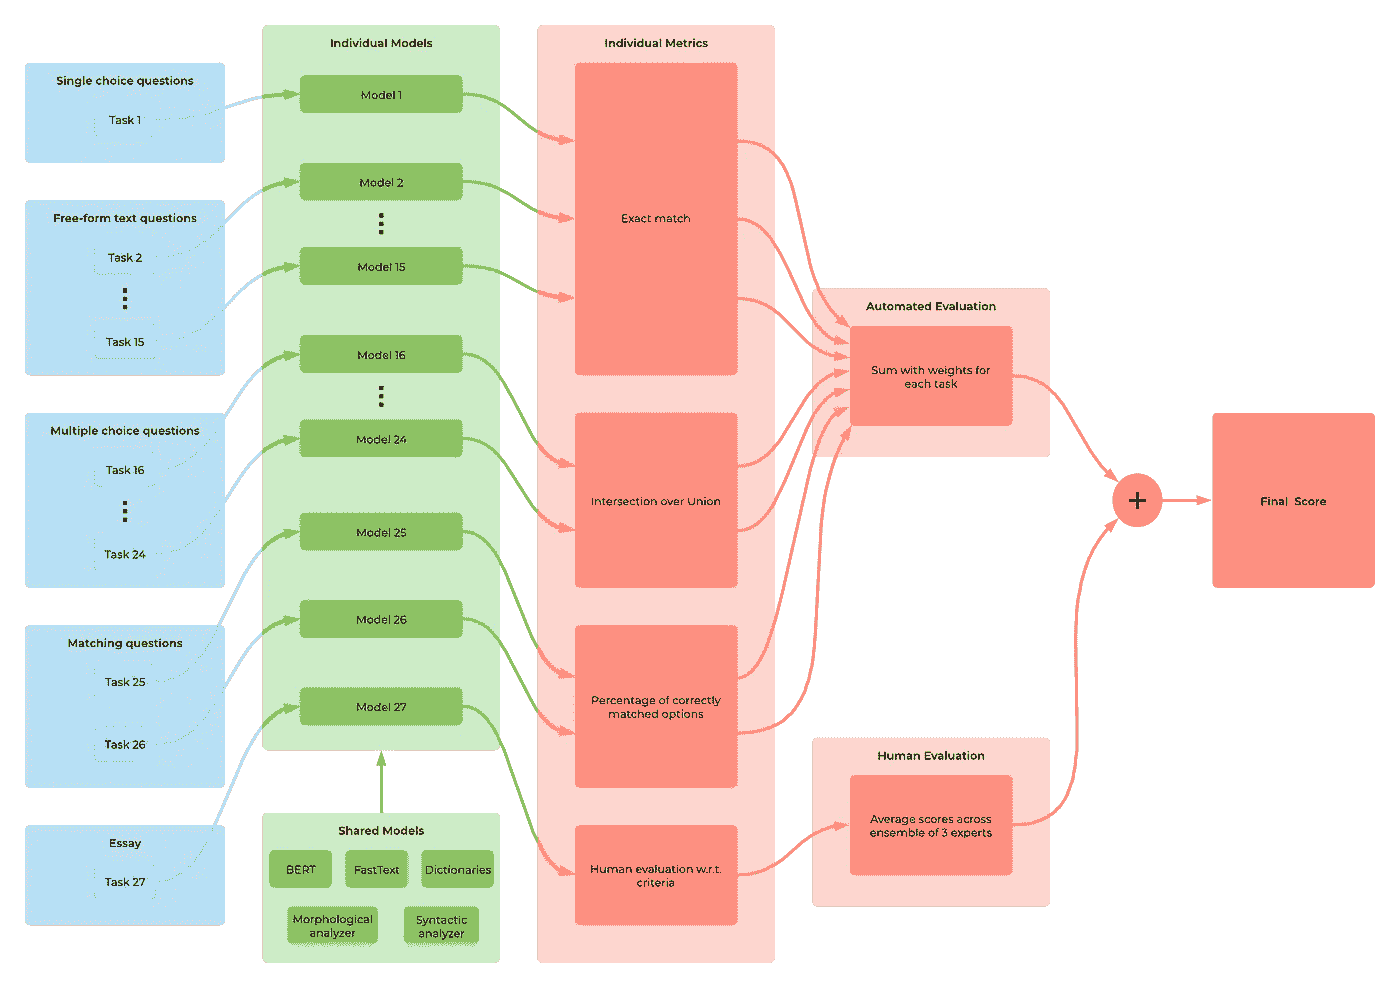 Single choice questions
Task 1
Free-form text questions
Task 2
Task 15
Multiple choice questions
Task 16
Task 24
Matching questions
Task 25
Task 26
Essay
Task 27
Individual Models
Model 1
Model 2
Model 15
Model 16
Model 24
Model 25
Model 26
Model 27
Shared Models
BERT
FastText
Dictionaries
Morphological
analyzer
Syntactic
analyzer
Individual Metrics
Exact match
Intersection over Union
Percentage of correctly
matched options
Human evaluation w.r.t.
criteria
Automated Evaluation
Sum with weights for
each task
Human Evaluation
Average scores across
ensemble of 3 experts
+
Final Score